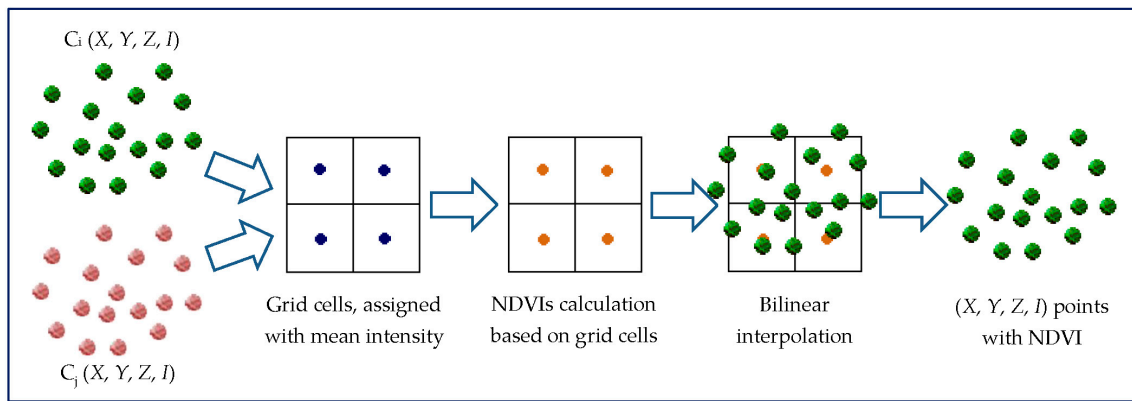 Ci (X, Y, Z, I)
Cj (X, Y, Z, I)
Grid cells, assigned
with mean intensity
NDVIs calculation
based on grid cells
Bilinear
interpolation
(X, Y, Z, I) points
with NDVI